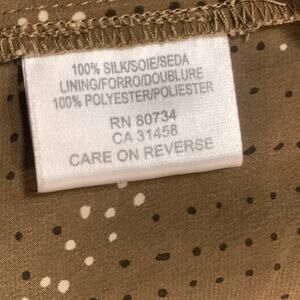 100% SILK/SOIE/SEDA
LINING/FORRO/DOUBLURE
100% POLYESTER/POLIESTER
RN 80734
CA 31458
CARE ON REVERSE